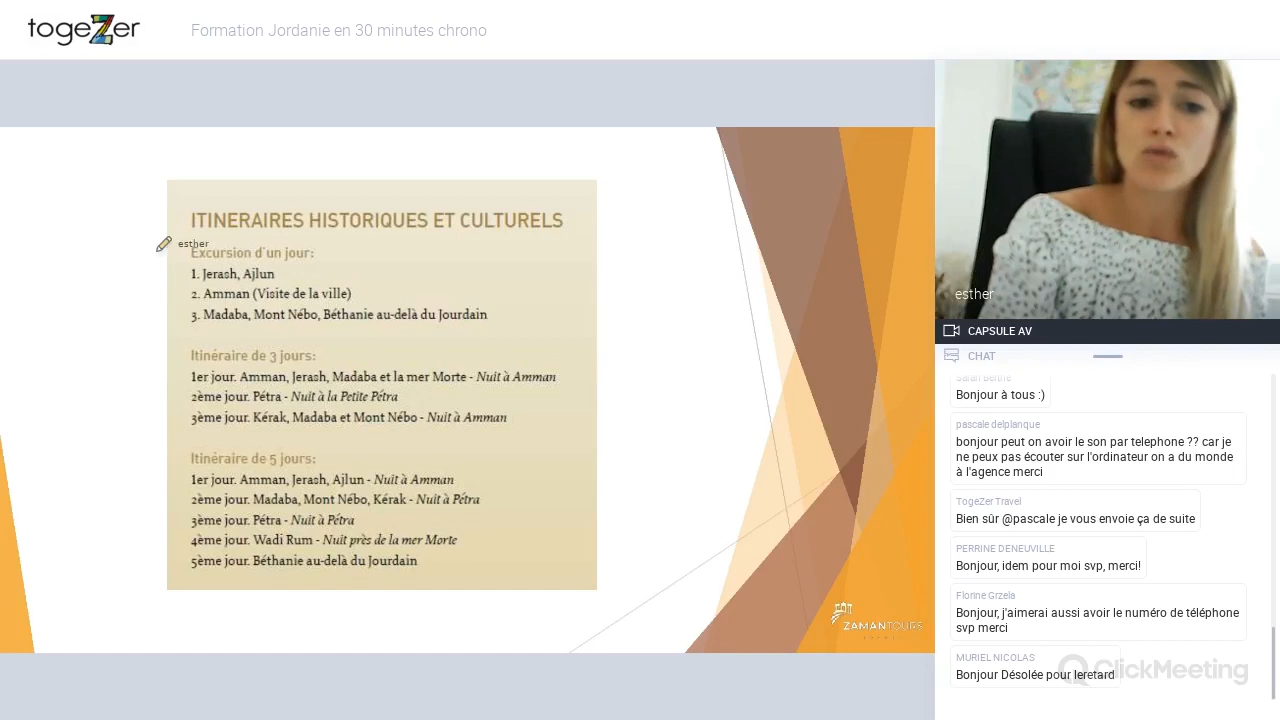 togeZer
Formation Jordanie en 30 minutes chrono
ITINERAIRES HISTORIQUES ET CULTURELS
esther
Excursion d'un jour:
1. Jerash, Ajlun
2. Amman (Visite de la ville)
3. Madaba, Mont Nébo, Béthanie au-delà du Jourdain
Itinéraire de 3 jours:
1er jour. Amman, Jerash, Madaba et la mer Morte - Nuit à Amman
2ème jour. Pétra - Nuit à la Petite Pétra
3ème jour. Kérak, Madaba et Mont Nébo - Nuit à Amman
Itinéraire de 5 jours:
1er jour. Amman, Jerash, Ajlun - Nuit à Amman
2ème jour. Madaba, Mont Nébo, Kérak - Nuit à Pétra
3ème jour. Pétra - Nuit à Pétra
4ème jour. Wadi Rum - Nuit près de la mer Morte
5ème jour. Béthanie au-delà du Jourdain
ZAMANTOURS
esther
CAPSULE AV
CHAT
Sarah Berthe
Bonjour à tous :)
pascale delplanque
bonjour peut on avoir le son par telephone ?? car je
ne peux pas écouter sur l'ordinateur on a du monde
à l'agence merci
TogeZer Travel
Bien sûr @pascale je vous envoie ça de suite
PERRINE DENEUVILLE
Bonjour, idem pour moi svp, merci!
Florine Grzela
Bonjour, j'aimerai aussi avoir le numéro de téléphone
svp merci
MURIEL NICOLAS
Bonjour Désolée pour leretard
ClickMeeting